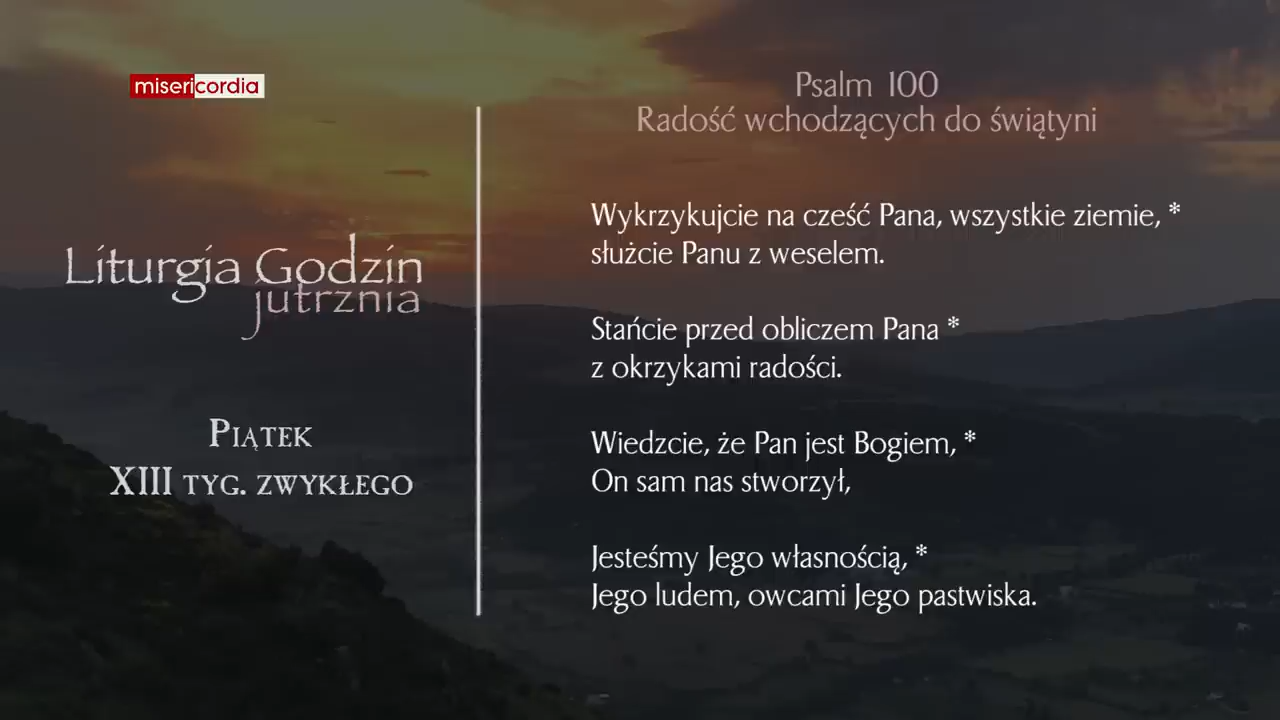 misericordia
Liturgia Godzin
jutrznia
Piątek
XIII tyg. zwykłego
Psalm 100
Radość wchodzących do świątyni
Wykrzykujcie na cześć Pana, wszystkie ziemie, *
służcie Panu z weselem.
Stańcie przed obliczem Pana *
z okrzykami radości.
Wiedzcie, że Pan jest Bogiem, *
On sam nas stworzył,
Jesteśmy Jego własnością, *
Jego ludem, owcami Jego pastwiska.